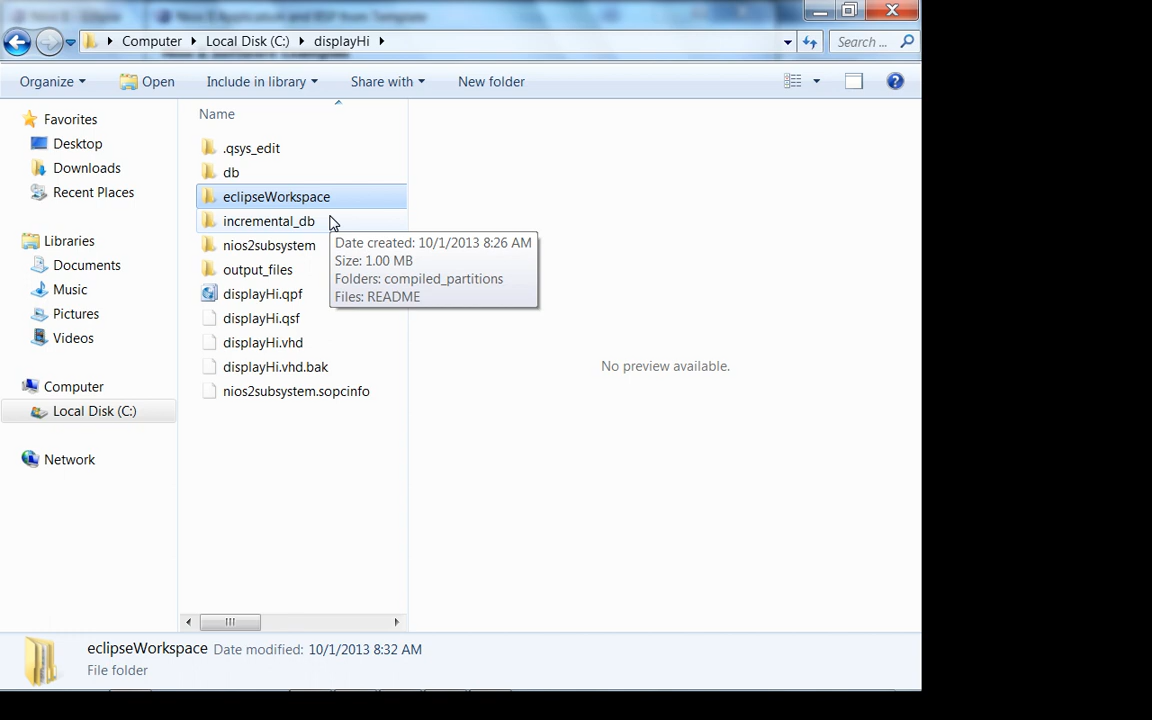 Computer Local Disk (C:) displayHi
Search ...
Organize Open Include in library Share with New folder
Name
Favorites
Desktop
Downloads
Recent Places
Libraries
Documents
Music
Pictures
Videos
Computer
Local Disk (C:)
Network
.qsys_edit
db
eclipseWorkspace
incremental_db
nios2subsystem
output_files
displayHi.qpf
displayHi.qsf
displayHi.vhd
displayHi.vhd.bak
nios2subsystem.sopcinfo
Date created: 10/1/2013 8:26 AM
Size: 1.00 MB
Folders: compiled_partitions
Files: README
No preview available.
eclipseWorkspace Date modified: 10/1/2013 8:32 AM
File folder